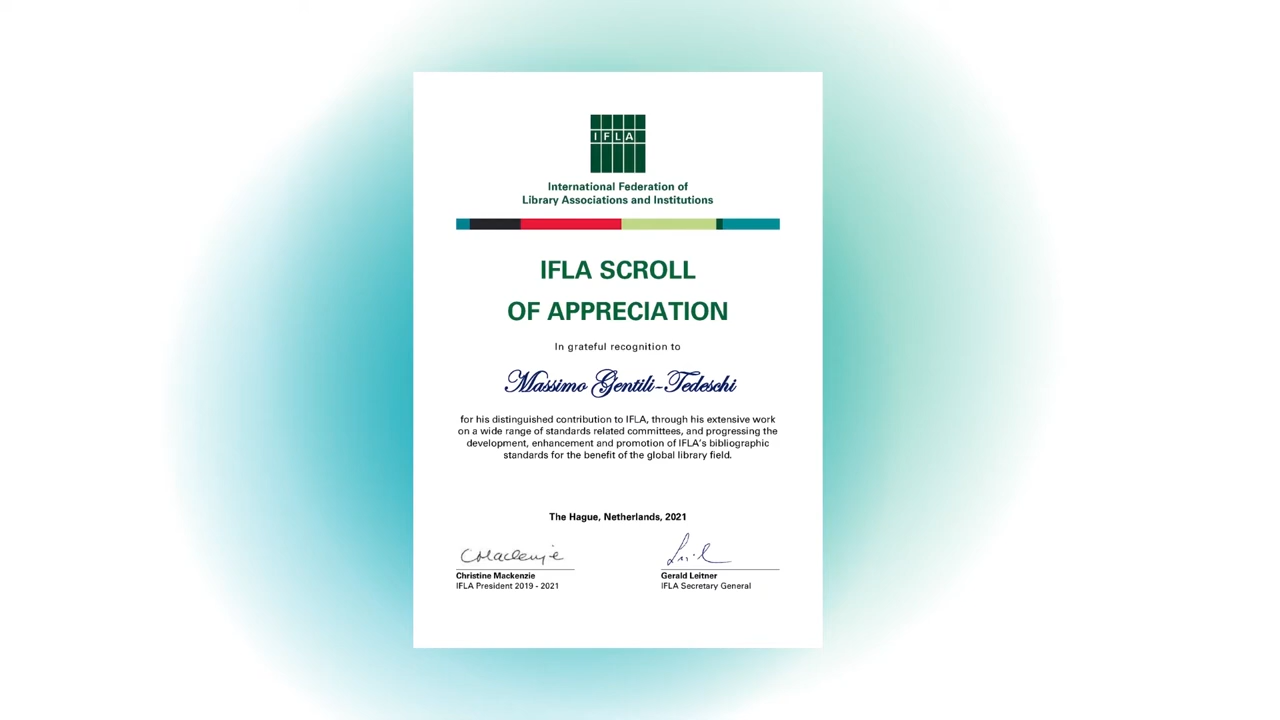 IFLA
International Federation of
Library Associations and Institutions
IFLA SCROLL
OF APPRECIATION
In grateful recognition to
Massimo Gentili-Tedeschi
for his distinguished contribution to IFLA, through his extensive work
on a wide range of standards related committees, and progressing the
development, enhancement and promotion of IFLA's bibliographic
standards for the benefit of the global library field.
The Hague, Netherlands, 2021
Christine Mackenzie
IFLA President 2019 - 2021
Gerald Leitner
IFLA Secretary General